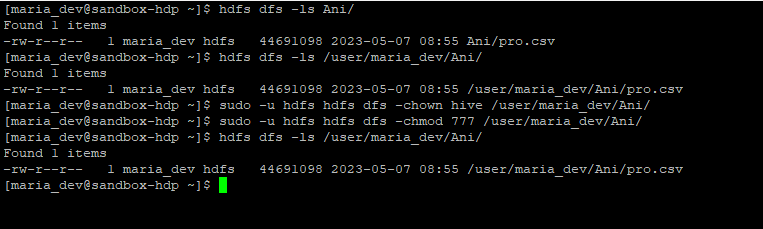 [maria_dev@sandbox-hdp ~]$ hdfs dfs -ls Ani/
Found 1 items
-rw-r--r--   1 maria_dev hdfs   44691098 2023-05-07 08:55 Ani/pro.csv
[maria_dev@sandbox-hdp ~]$ hdfs dfs -ls /user/maria_dev/Ani/
Found 1 items
-rw-r--r--   1 maria_dev hdfs   44691098 2023-05-07 08:55 /user/maria_dev/Ani/pro.csv
[maria_dev@sandbox-hdp ~]$ sudo -u hdfs hdfs dfs -chown hive /user/maria_dev/Ani/
[maria_dev@sandbox-hdp ~]$ sudo -u hdfs hdfs dfs -chmod 777 /user/maria_dev/Ani/
[maria_dev@sandbox-hdp ~]$ hdfs dfs -ls /user/maria_dev/Ani/
Found 1 items
-rw-r--r--   1 maria_dev hdfs   44691098 2023-05-07 08:55 /user/maria_dev/Ani/pro.csv
[maria_dev@sandbox-hdp ~]$